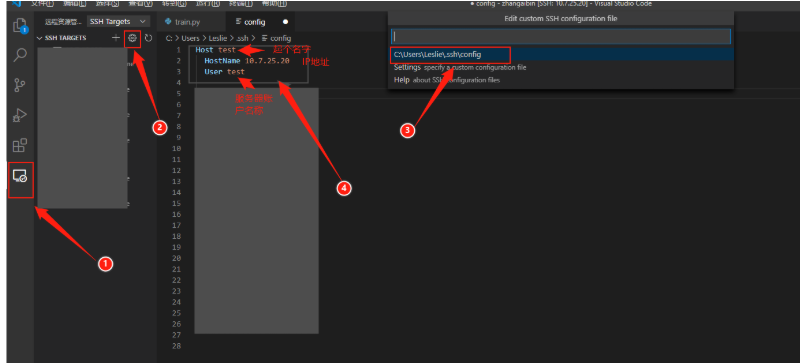 文件(F) 编辑(E) 选择(S) 查看(V) 转到(G) 运行(R) 终端(T) 帮助(H)
● config - zhangaibin [SSH: 10.7.25.20] - Visual Studio Code
远程资源管... SSH Targets
train.py
config
SSH TARGETS
C: > Users > Leslie > .ssh > config
Edit custom SSH configuration file
C:\Users\Leslie\.ssh\config
Settings specify a custom configuration file
Help about SSH configuration files
1 Host test
起个名字
2 HostName 10.7.25.20
IP地址
3 User test
4
服务器账
户名称
5
6
7
8
9
10
11
12
13
14
15
16
17
18
19
20
21
22
23
24
25
26
27
28
1
2
3
4